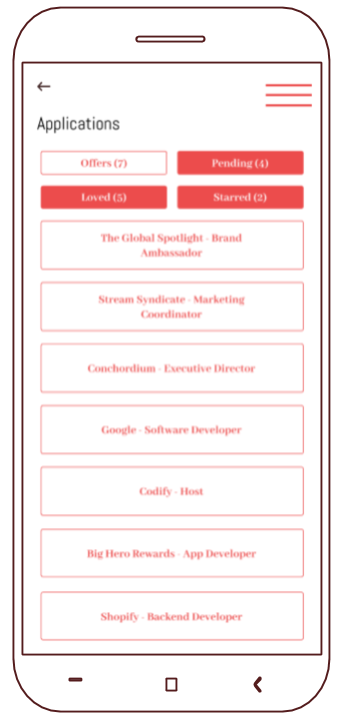 Applications
Offers (7)
Pending (4)
Loved (5)
Starred (2)
The Global Spotlight - Brand
Ambassador
Stream Syndicate - Marketing
Coordinator
Conchordium - Executive Director
Google - Software Developer
Codify - Host
Big Hero Rewards - App Developer
Shopify - Backend Developer